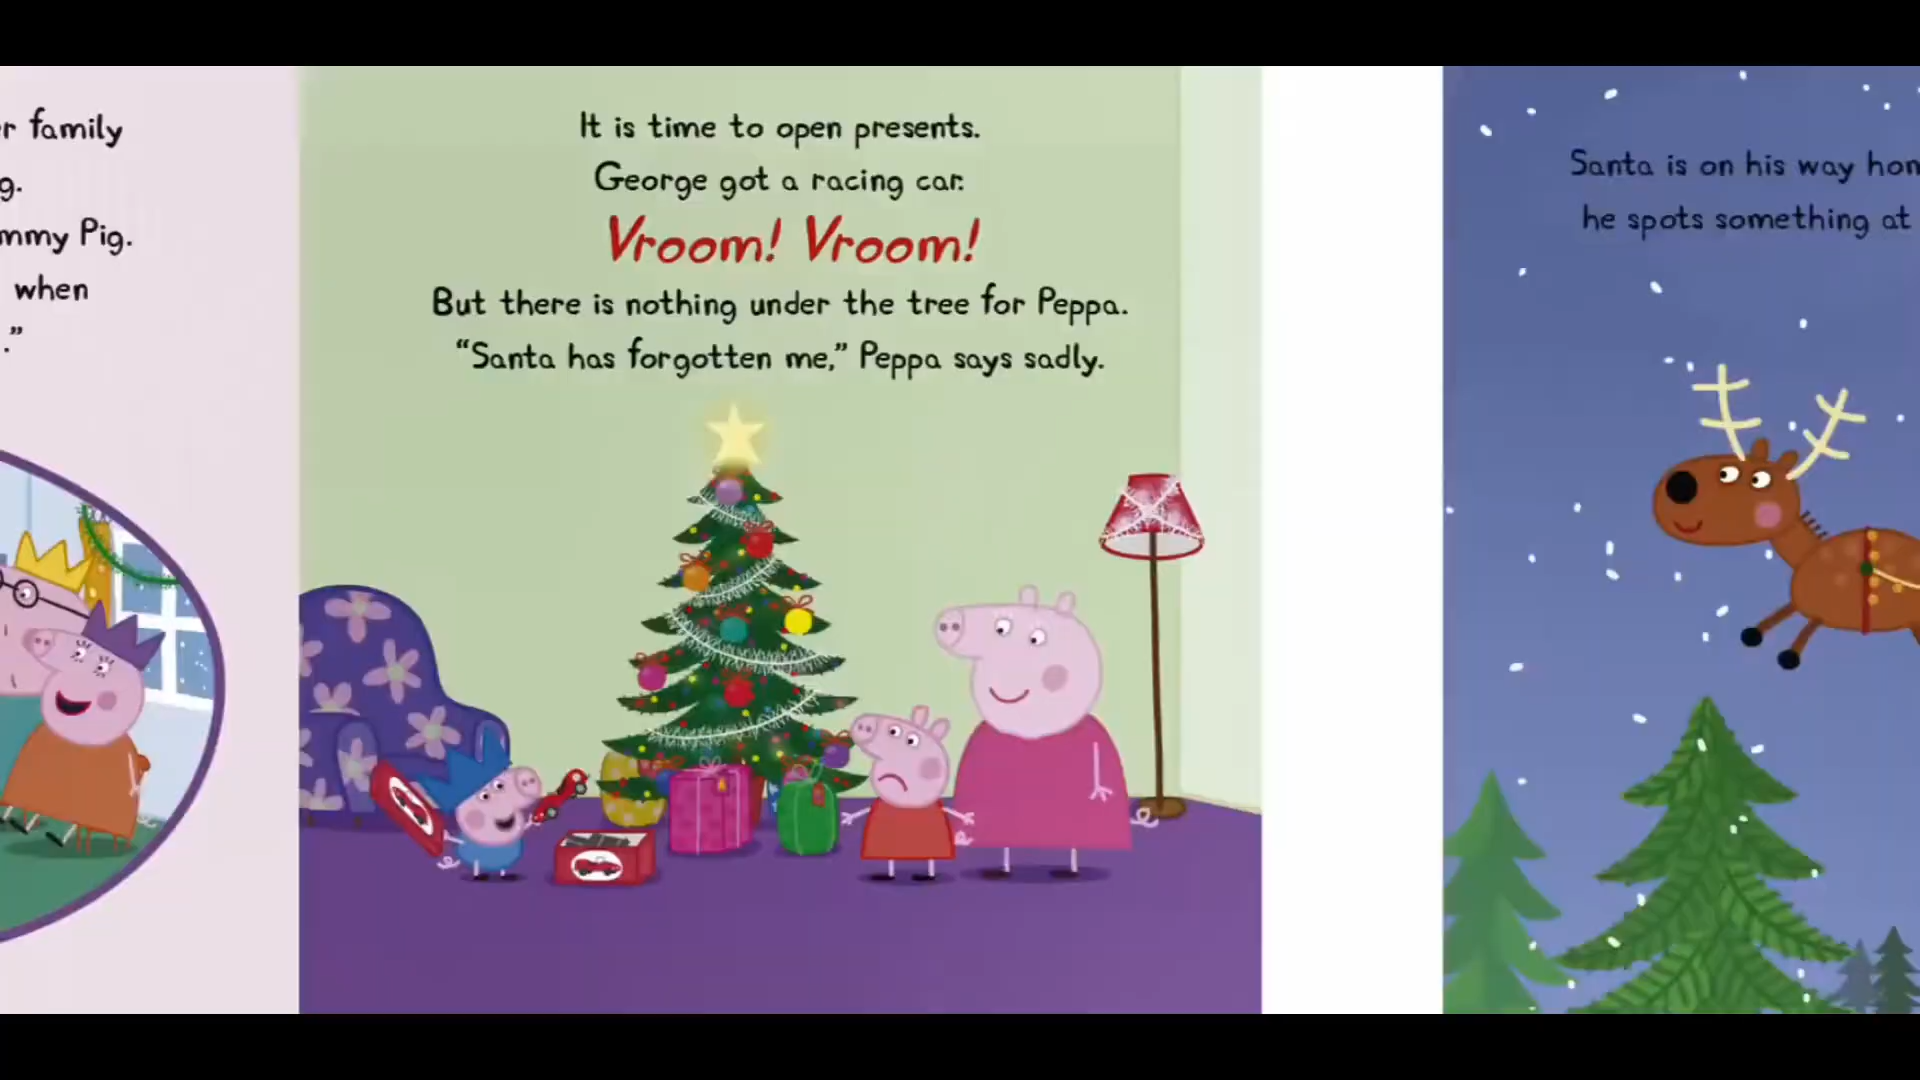 family
mmy Pig.
when
It is time to open presents.
George got a racing car.
Vroom! Vroom!
But there is nothing under the tree for Peppa.
“Santa has forgotten me,” Peppa says sadly.
Santa is on his way
he spots something at